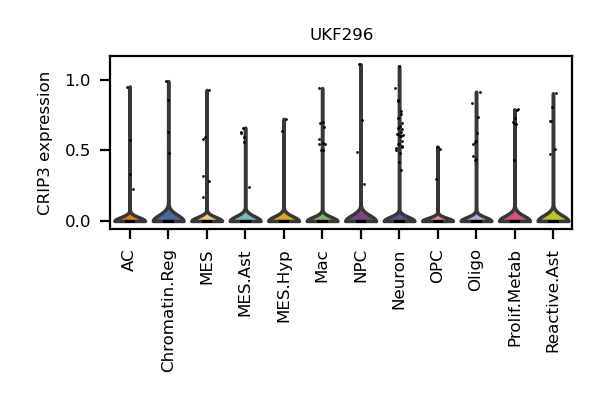 UKF296
CRIP3 expression
1.0
0.5
0.0
AC
Chromatin.Reg
MES
MES.Ast
MES.Hyp
Mac
NPC
Neuron
OPC
Oligo
Prolif.Metab
Reactive.Ast